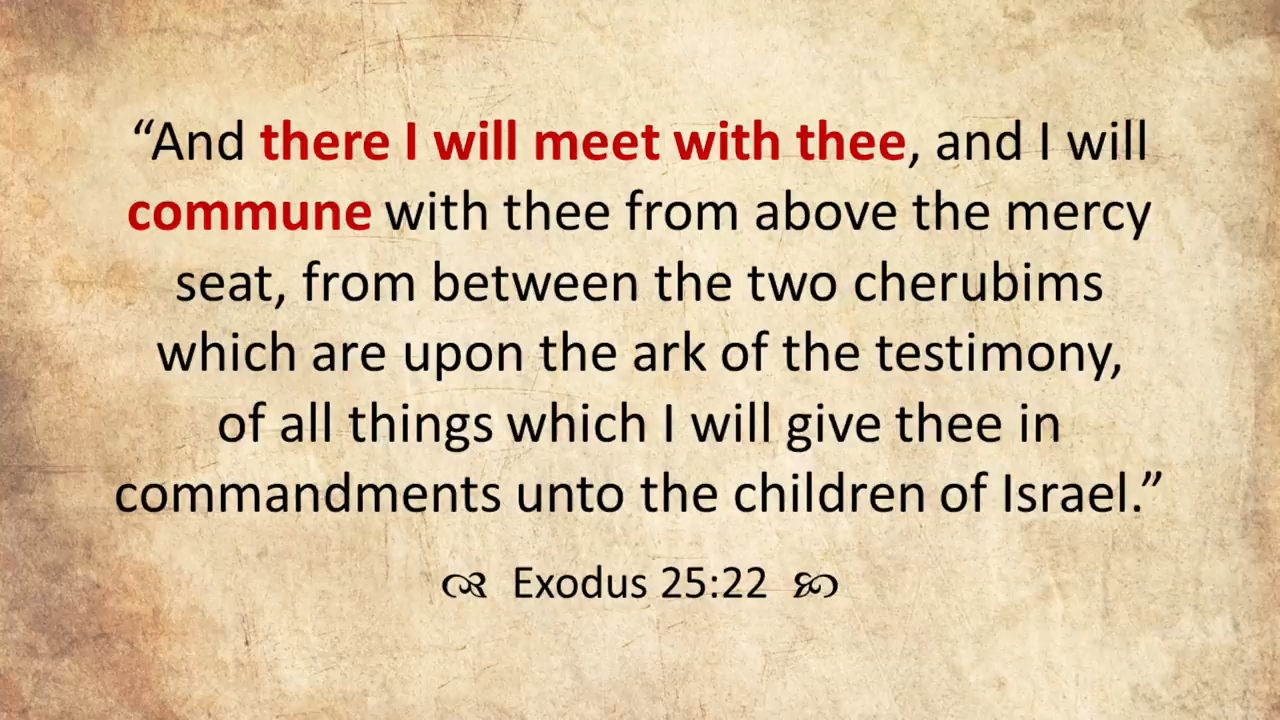 “And there I will meet with thee, and I will
commune with thee from above the mercy
seat, from between the two cherubims
which are upon the ark of the testimony,
of all things which I will give thee in
commandments unto the children of Israel.”
Exodus 25:22